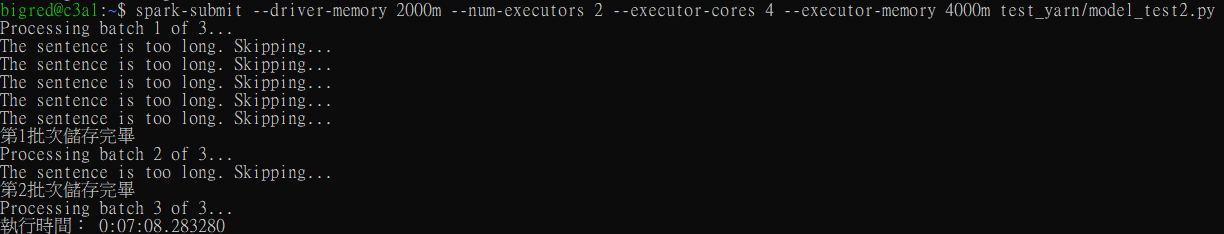 bigred@c3a1:~$ spark-submit --driver-memory 2000m --num-executors 2 --executor-cores 4 --executor-memory 4000m test_yarn/model_test2.py
Processing batch 1 of 3...
The sentence is too long. Skipping...
The sentence is too long. Skipping...
The sentence is too long. Skipping...
The sentence is too long. Skipping...
The sentence is too long. Skipping...
第1批次儲存完畢
Processing batch 2 of 3...
The sentence is too long. Skipping...
第2批次儲存完畢
Processing batch 3 of 3...
執行時間： 0:07:08.283280